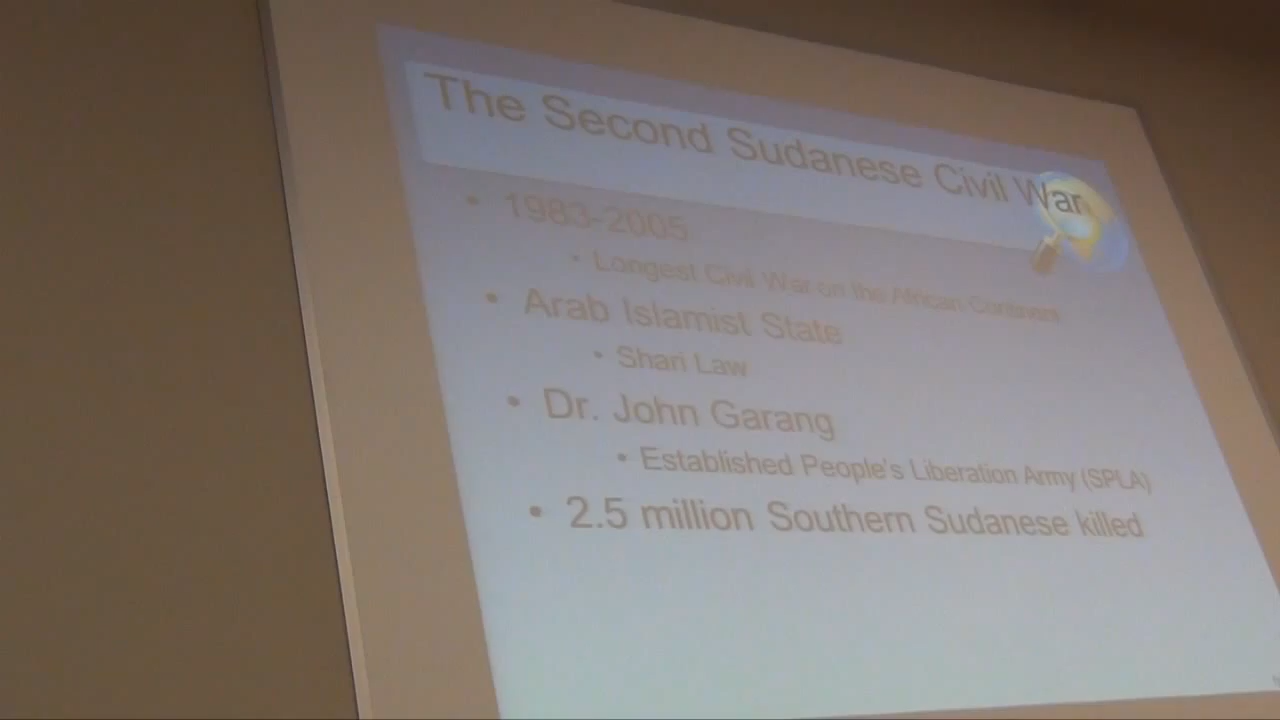 The Second Sudanese Civil War
• 1983-2005
• Longest Civil War on the African Continent
• Arab Islamist State
• Shari Law
• Dr. John Garang
• Established People's Liberation Army (SPLA)
• 2.5 million Southern Sudanese killed